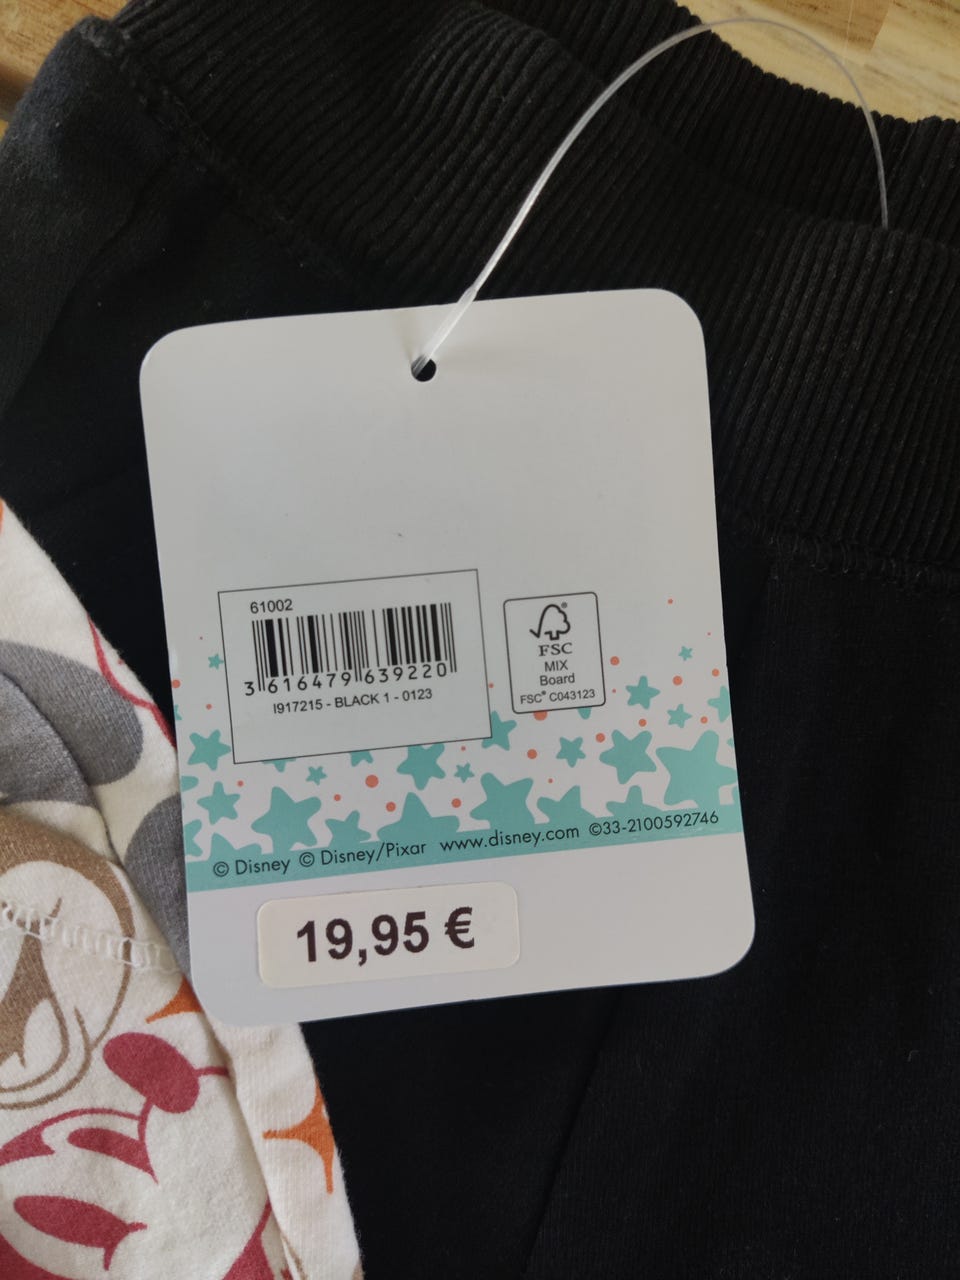 61002
3 616479 639220
I917215 - BLACK 1 - 0123
FSC®
MIX
Board
FSC® C043123
© Disney © Disney/Pixar www.disney.com ©33-2100592746
19,95 €